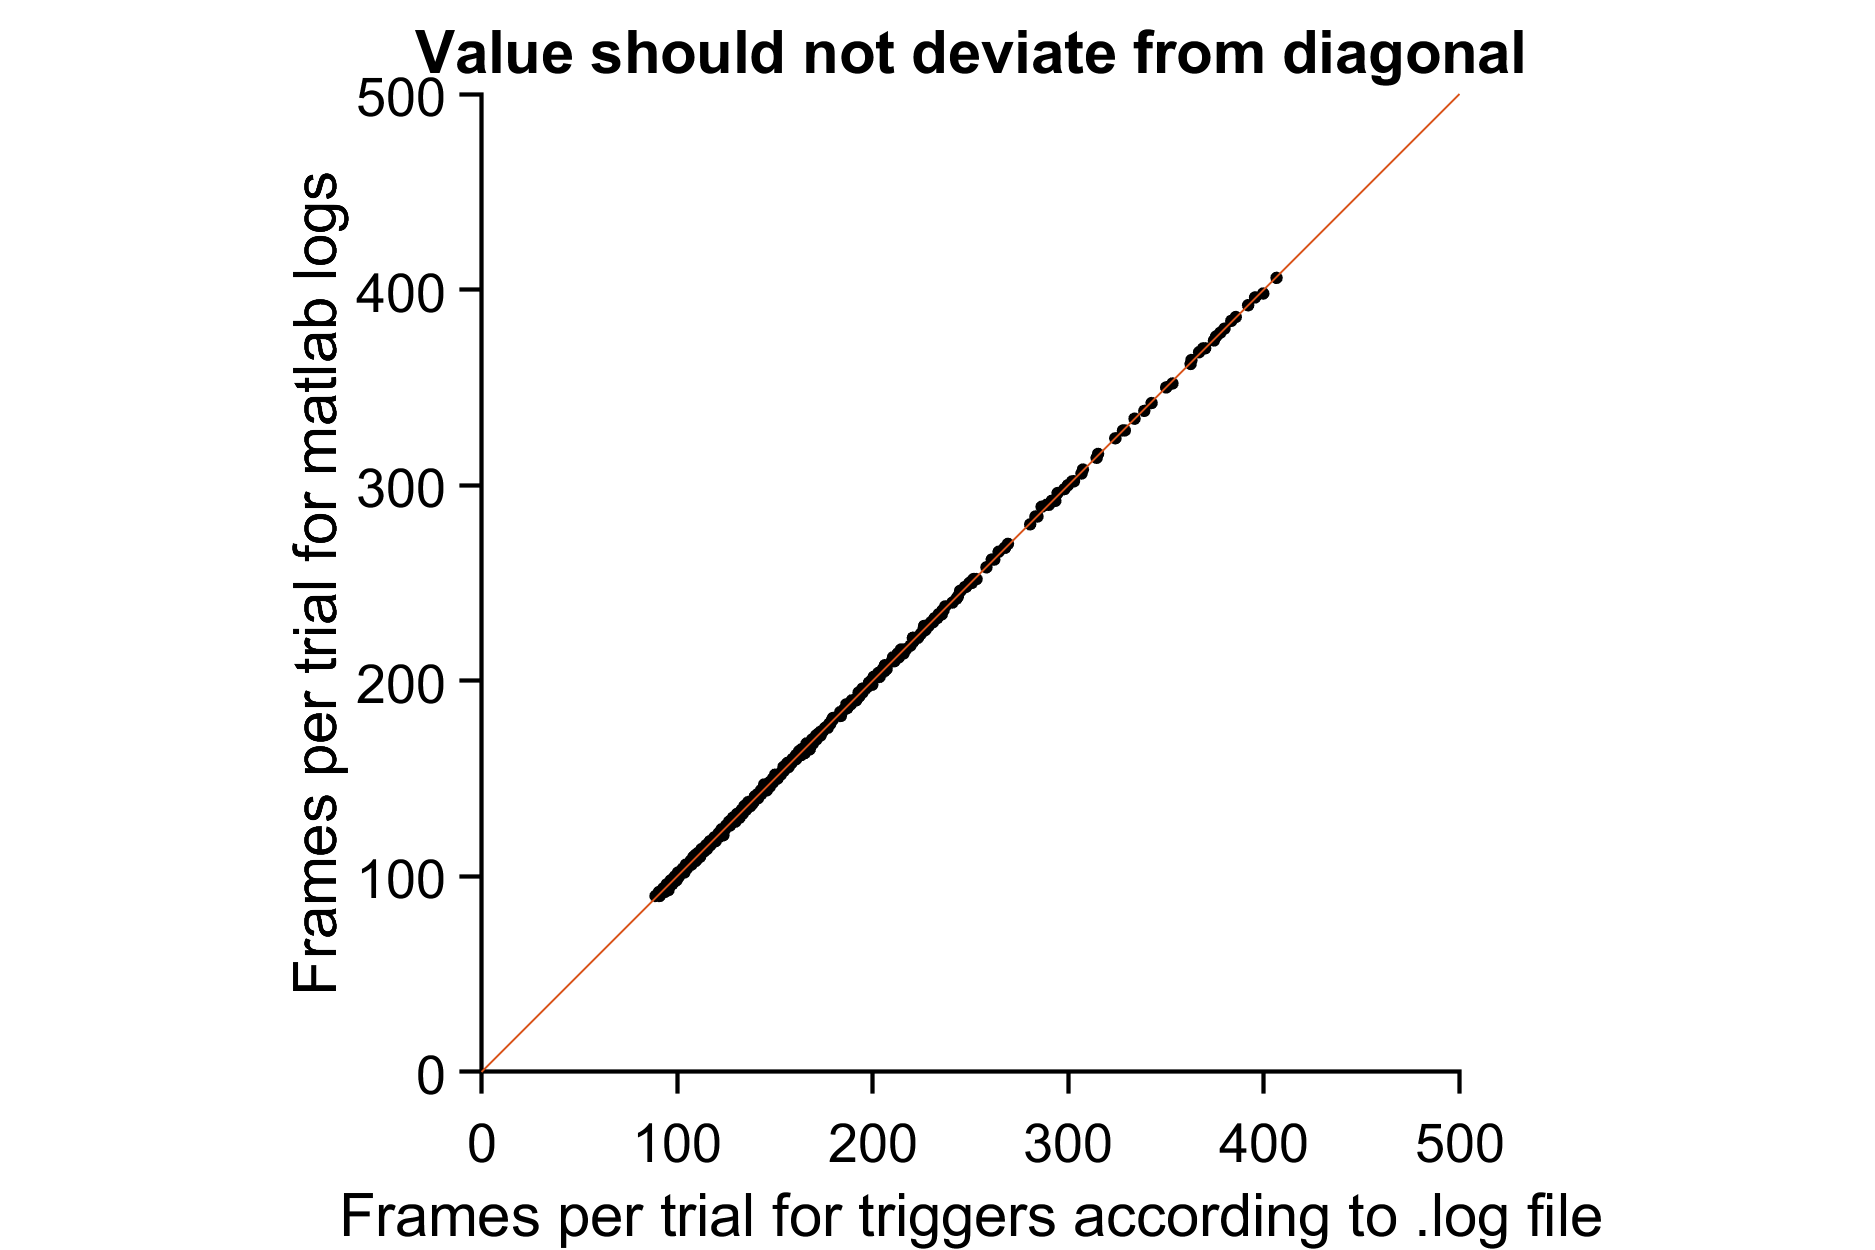 Value should not deviate from diagonal
500
400
300
200
100
0
Frames per trial for matlab logs
0 100 200 300 400 500
Frames per trial for triggers according to .log file